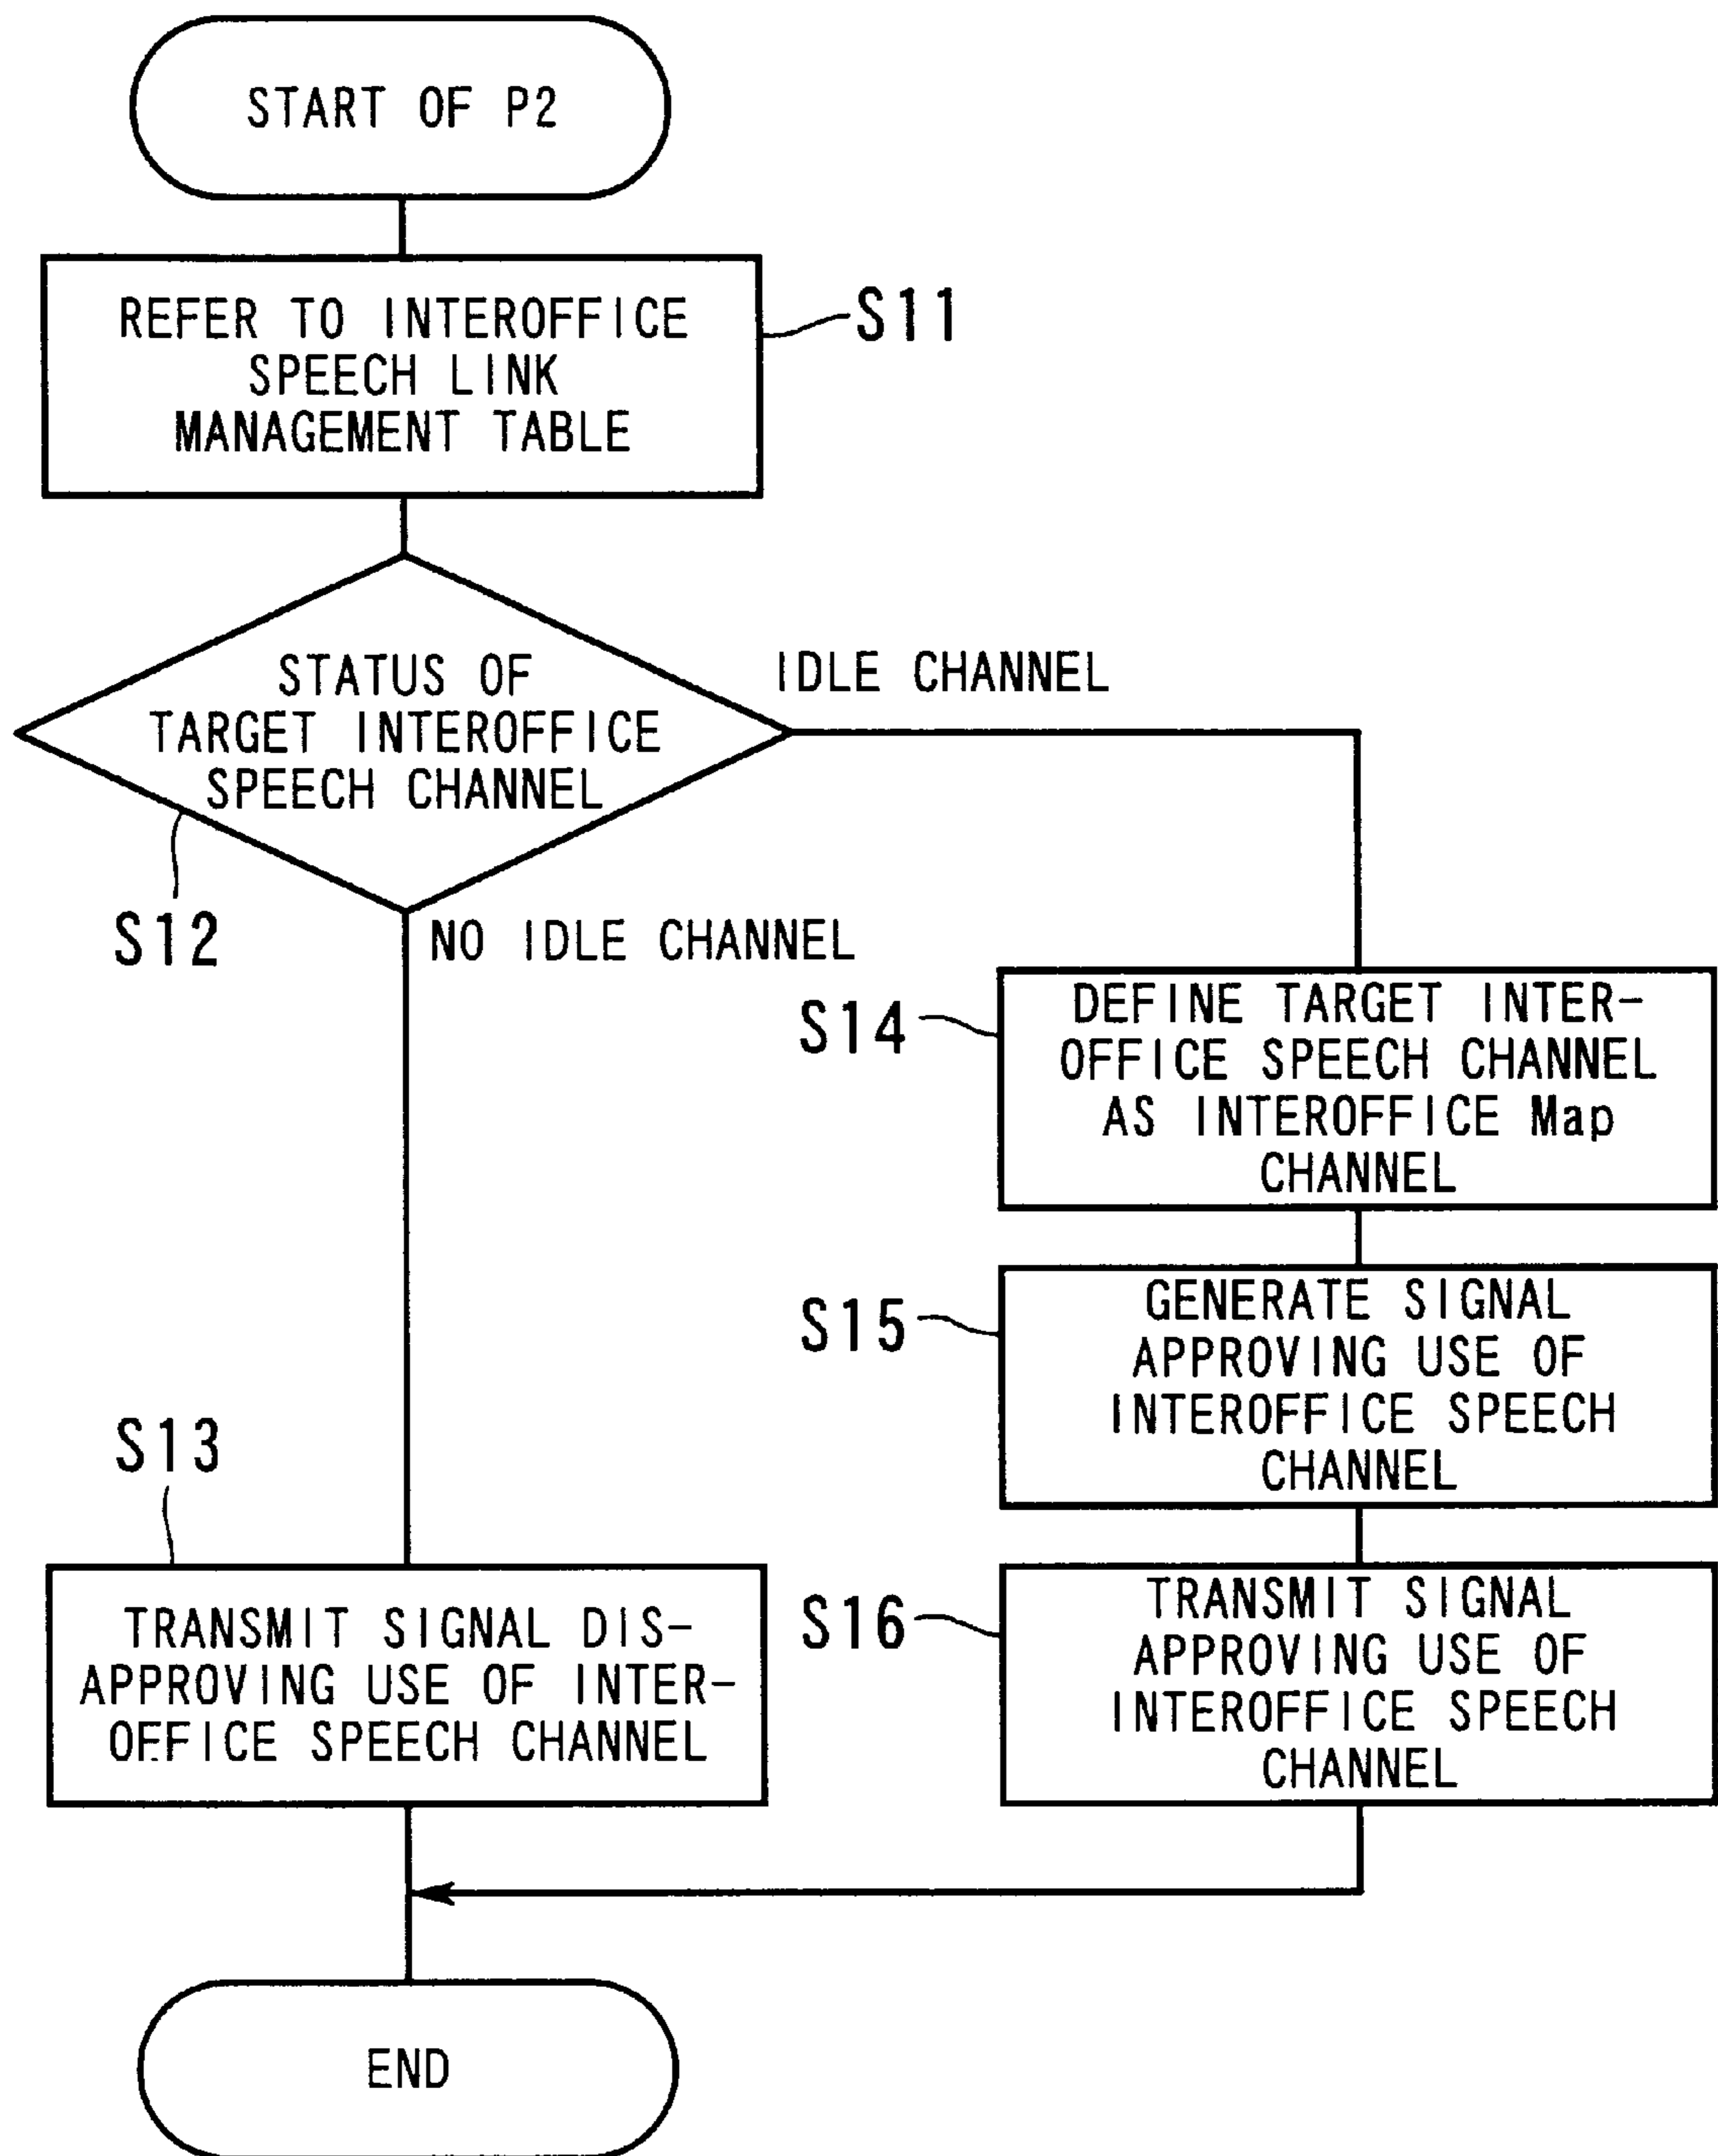 START OF P2
REFER TO INTEROFFICE
SPEECH LINK
MANAGEMENT TABLE
S11
STATUS OF
TARGET INTEROFFICE
SPEECH CHANNEL
S12
IDLE CHANNEL
NO IDLE CHANNEL
S14
DEFINE TARGET INTER-
OFFICE SPEECH CHANNEL
AS INTEROFFICE Map
CHANNEL
S15
GENERATE SIGNAL
APPROVING USE OF
INTEROFFICE SPEECH
CHANNEL
S13
TRANSMIT SIGNAL DIS-
APPROVING USE OF INTER-
OFFICE SPEECH CHANNEL
S16
TRANSMIT SIGNAL
APPROVING USE OF
INTEROFFICE SPEECH
CHANNEL
END